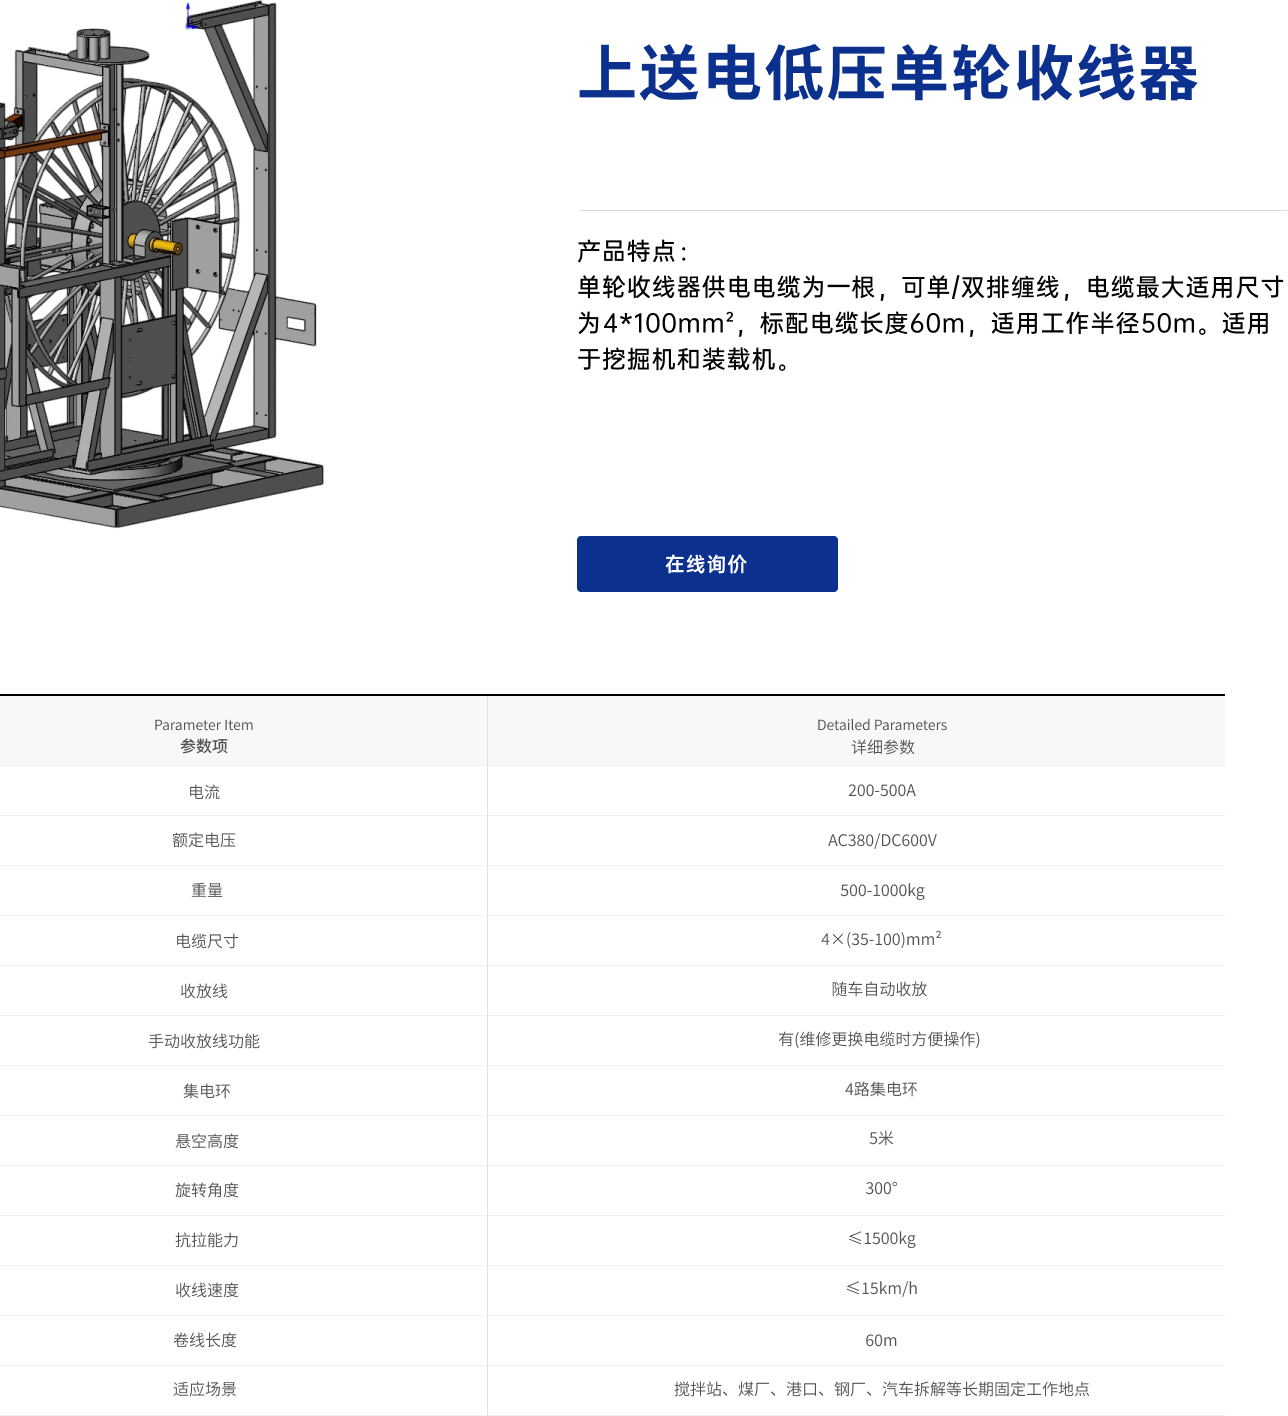 上送电低压单轮收线器
产品特点：
单轮收线器供电电缆为一根，可单/双排缠线，电缆最大适用尺寸
为4*100mm²，标配电缆长度60m，适用工作半径50m。适用
于挖掘机和装载机。
在线询价
Parameter Item
参数项
Detailed Parameters
详细参数
电流
200-500A
额定电压
AC380/DC600V
重量
500-1000kg
电缆尺寸
4×(35-100)mm²
收放线
随车自动收放
手动收放线功能
有(维修更换电缆时方便操作)
集电环
4路集电环
悬空高度
5米
旋转角度
300°
抗拉能力
≤1500kg
收线速度
≤15km/h
卷线长度
60m
适应场景
搅拌站、煤厂、港口、钢厂、汽车拆解等长期固定工作地点